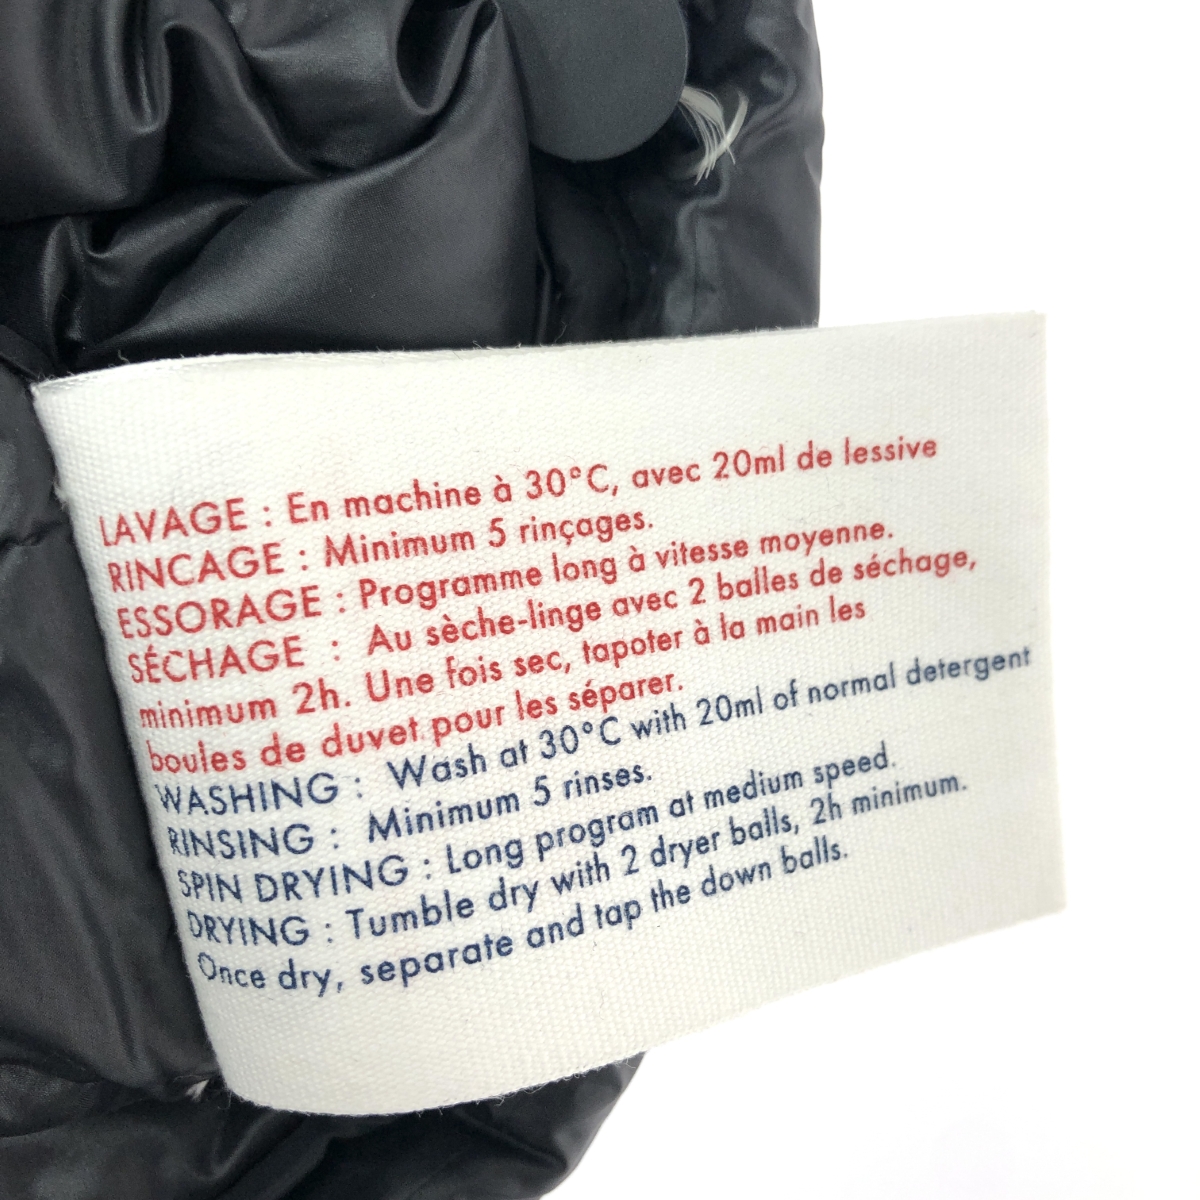 LAVAGE : En machine à 30°C, avec 20ml de lessive
RINCAGE : Minimum 5 rinçages.
ESSORAGE : Programme long à vitesse moyenne.
SÉCHAGE : Au sèche-linge avec 2 balles de séchage,
minimum 2h. Une fois sec, tapoter à la main les
boules de duvet pour les séparer.
WASHING : Wash at 30°C with 20ml of normal detergent
RINSING : Minimum 5 rinses.
SPIN DRYING : Long program at medium speed.
DRYING : Tumble dry with 2 dryer balls, 2h minimum.
Once dry, separate and tap the down balls.